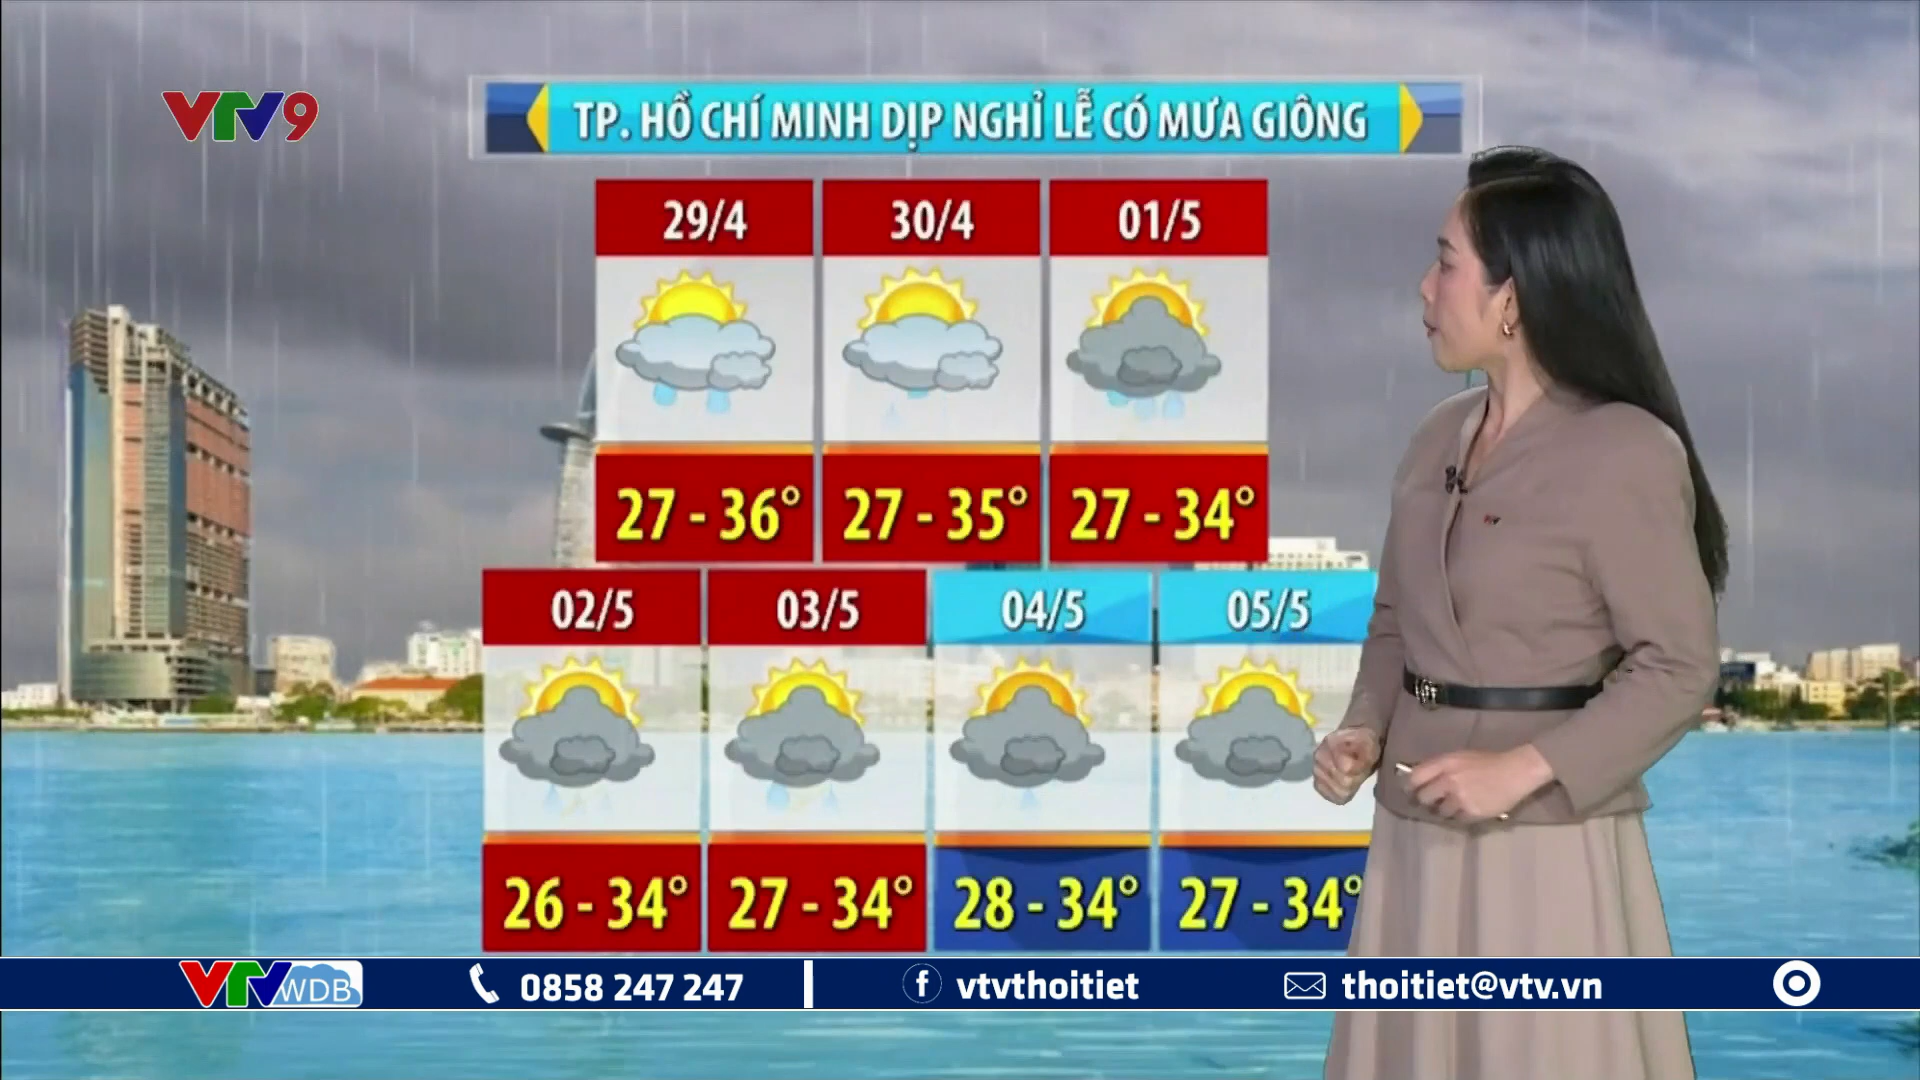 VTV9
TP. HỒ CHÍ MINH DỊP NGHỈ LỄ CÓ MƯA GIÔNG
29/4 30/4 01/5
27 - 36° 27 - 35° 27 - 34°
02/5 03/5 04/5 05/5
26 - 34° 27 - 34° 28 - 34° 27 - 34°
VTV WDB 0858 247 247 vtvthoitiet thoitiet@vtv.vn